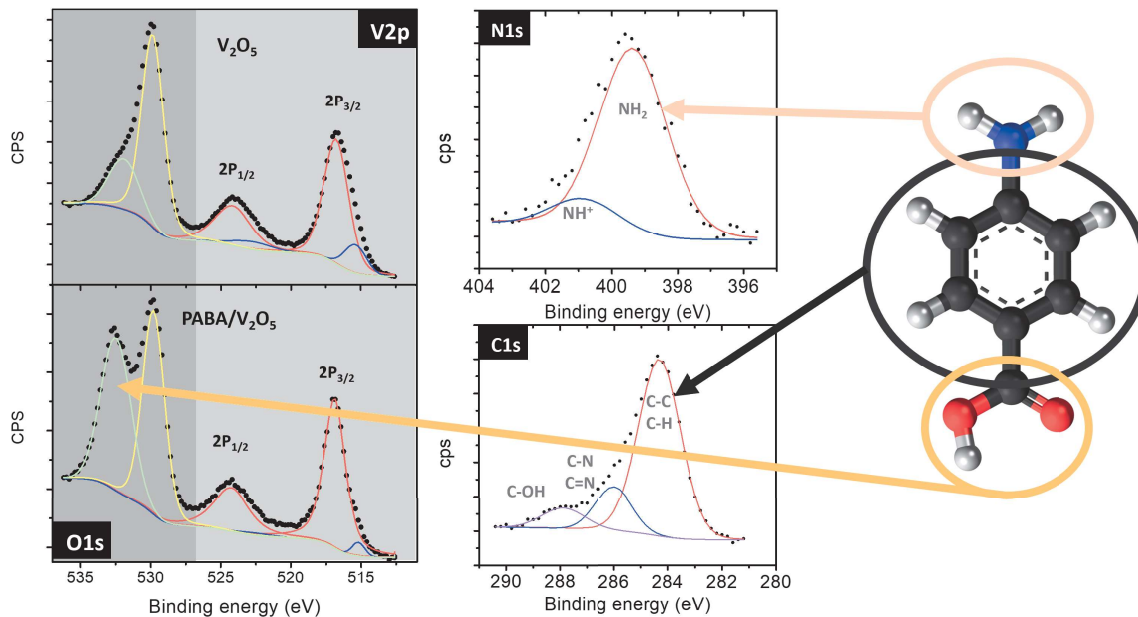 V2p
V₂O₅
2P₃/₂
2P₁/₂
CPS
PABA/V₂O₅
2P₃/₂
2P₁/₂
CPS
O1s
535 530 525 520 515
Binding energy (eV)
N1s
NH₂
NH⁺
cps
404 402 400 398 396
Binding energy (eV)
C1s
C-C
C-H
C-N
C=N
C-OH
cps
290 288 286 284 282 280
Binding energy (eV)